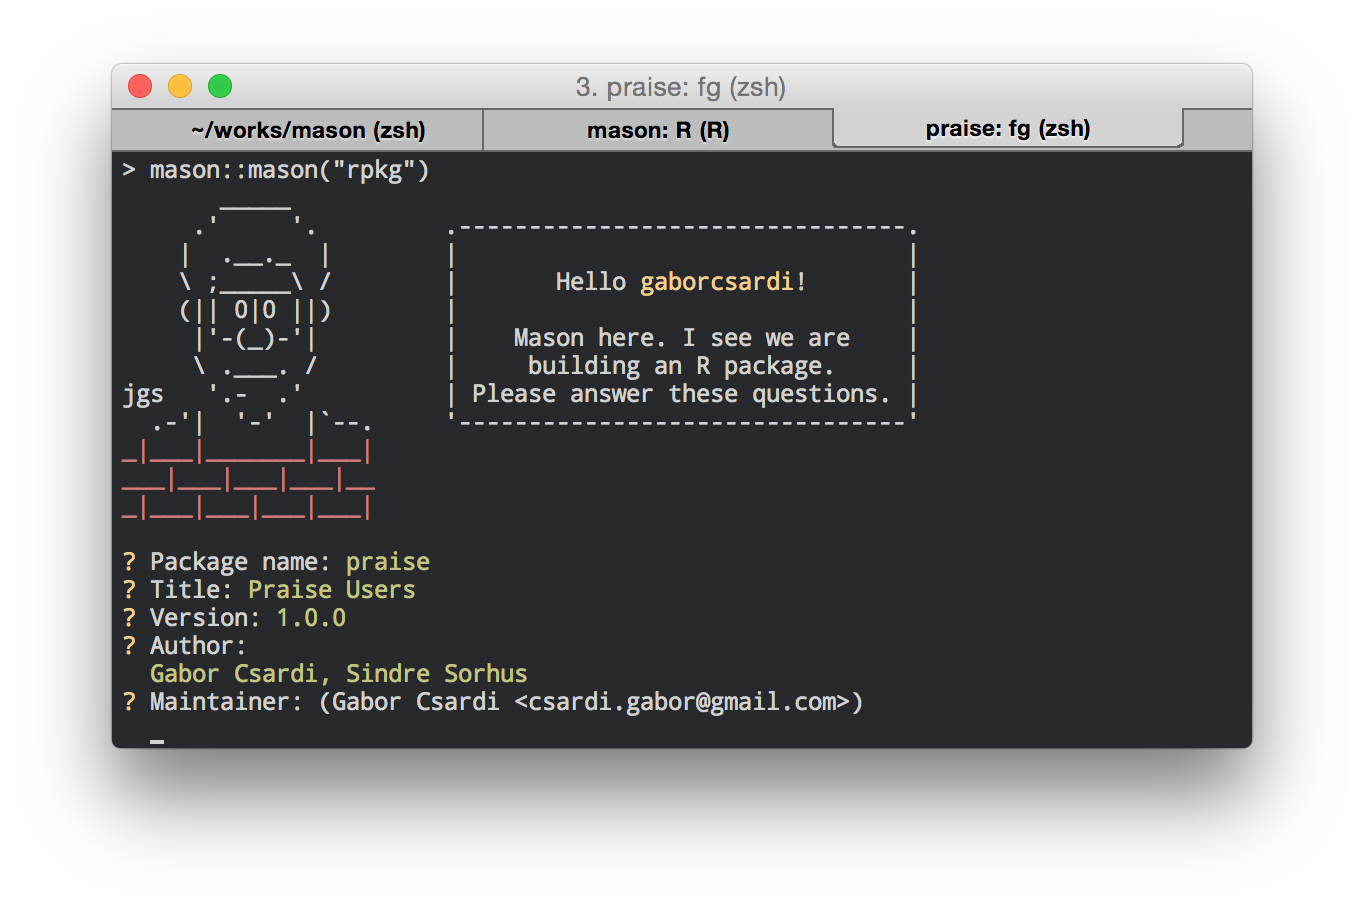 3. praise: fg (zsh)
~/works/mason (zsh)
mason: R (R)
praise: fg (zsh)
> mason::mason("rpkg")
Hello gaborcsardi!
Mason here. I see we are
building an R package.
Please answer these questions.
jgs
? Package name: praise
? Title: Praise Users
? Version: 1.0.0
? Author:
Gabor Csardi, Sindre Sorhus
? Maintainer: (Gabor Csardi <csardi.gabor@gmail.com>)